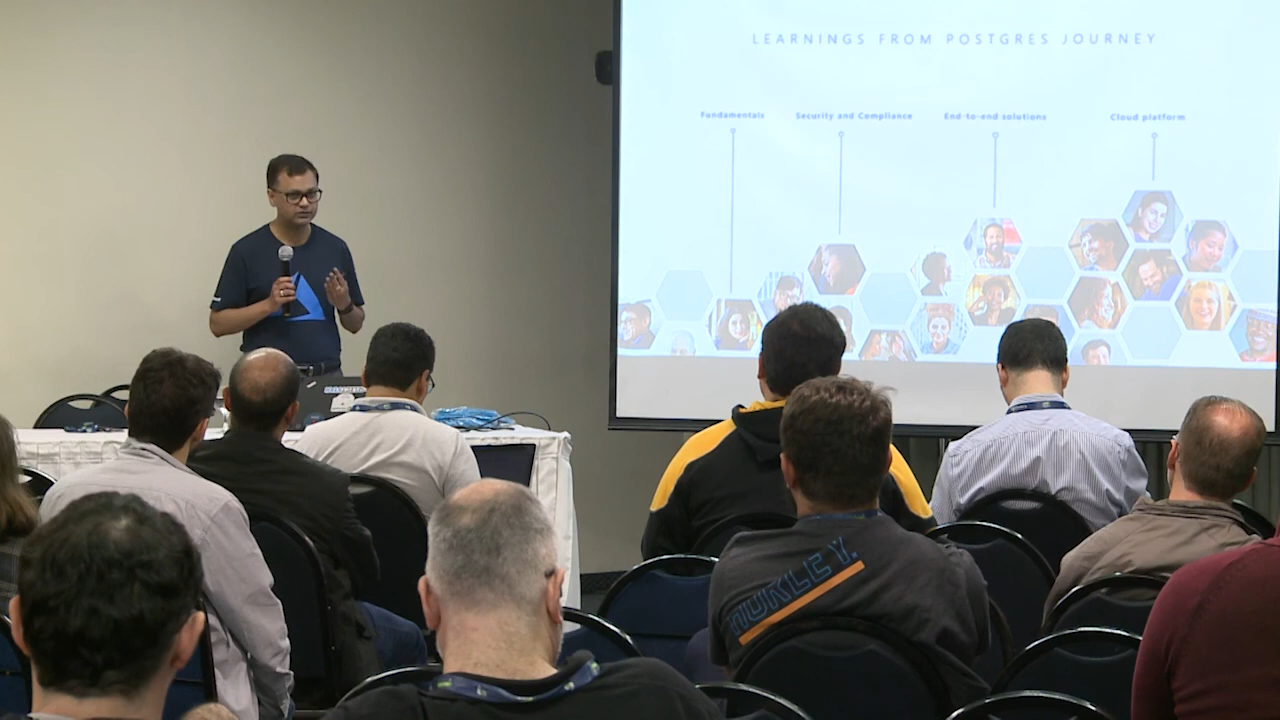 LEARNINGS FROM POSTGRES JOURNEY
Fundamentals
Security and Compliance
End-to-end solutions
Cloud platform
HURLEY.